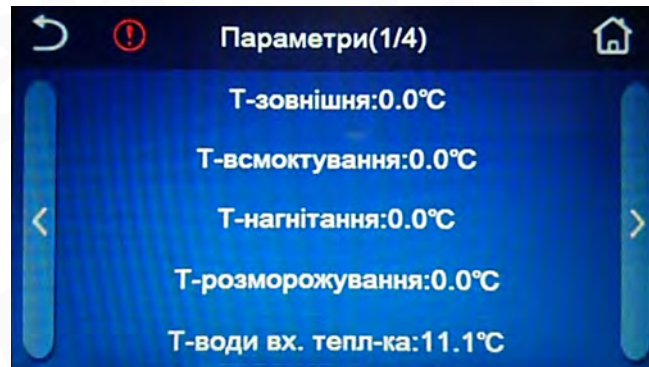 Параметри(1/4)
Т-зовнішня:0.0°C
Т-всмоктування:0.0°C
Т-нагнітання:0.0°C
Т-розморожування:0.0°C
Т-води вх. тепл-ка:11.1°C